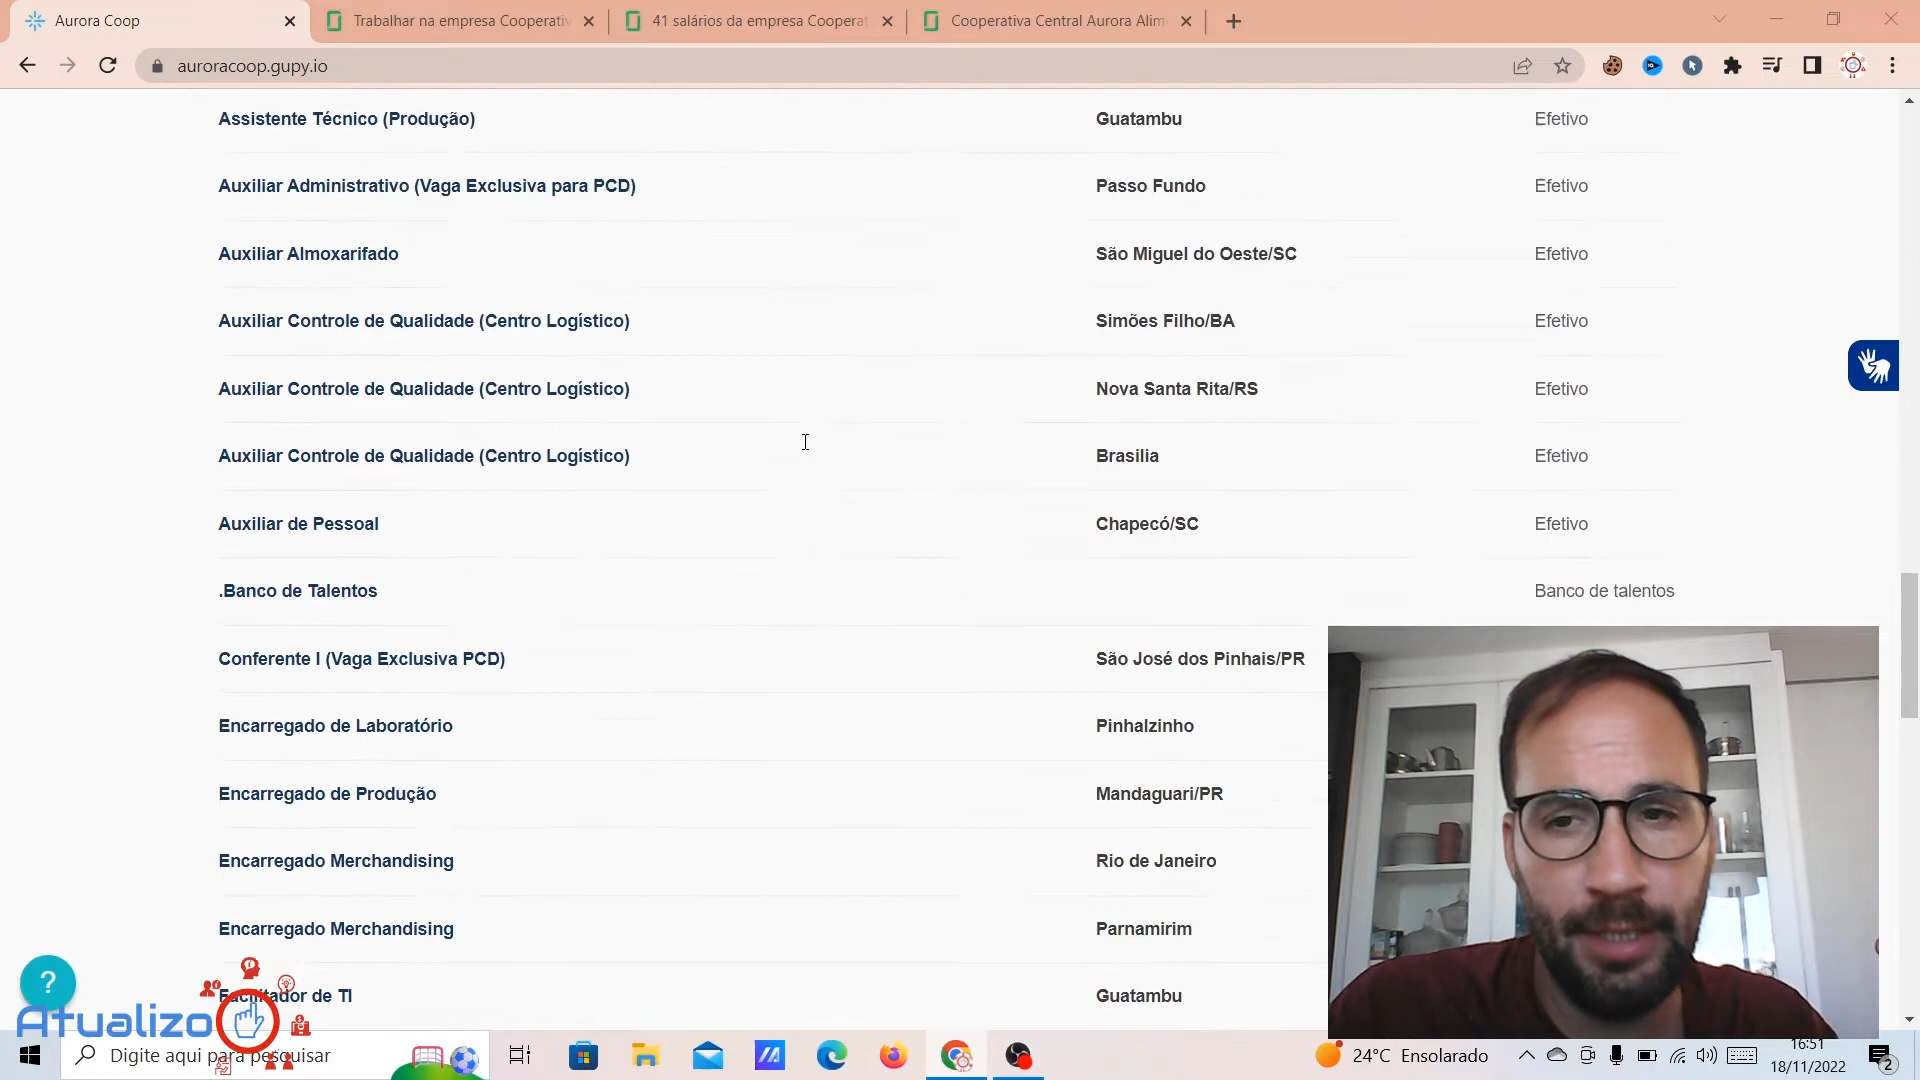 Aurora Coop
Trabalhar na empresa Cooperativ
41 salários da empresa Cooperat
Cooperativa Central Aurora Alim
auroracoop.gupy.io
Assistente Técnico (Produção) Guatambu Efetivo
Auxiliar Administrativo (Vaga Exclusiva para PCD) Passo Fundo Efetivo
Auxiliar Almoxarifado São Miguel do Oeste/SC Efetivo
Auxiliar Controle de Qualidade (Centro Logístico) Simões Filho/BA Efetivo
Auxiliar Controle de Qualidade (Centro Logístico) Nova Santa Rita/RS Efetivo
Auxiliar Controle de Qualidade (Centro Logístico) Brasilia Efetivo
Auxiliar de Pessoal Chapecó/SC Efetivo
.Banco de Talentos Banco de talentos
Conferente I (Vaga Exclusiva PCD) São José dos Pinhais/PR
Encarregado de Laboratório Pinhalzinho
Encarregado de Produção Mandaguari/PR
Encarregado Merchandising Rio de Janeiro
Encarregado Merchandising Parnamirim
Facilitador de TI Guatambu
?
Atualizo
Digite aqui para pesquisar
24°C Ensolarado
16:51
18/11/2022
2